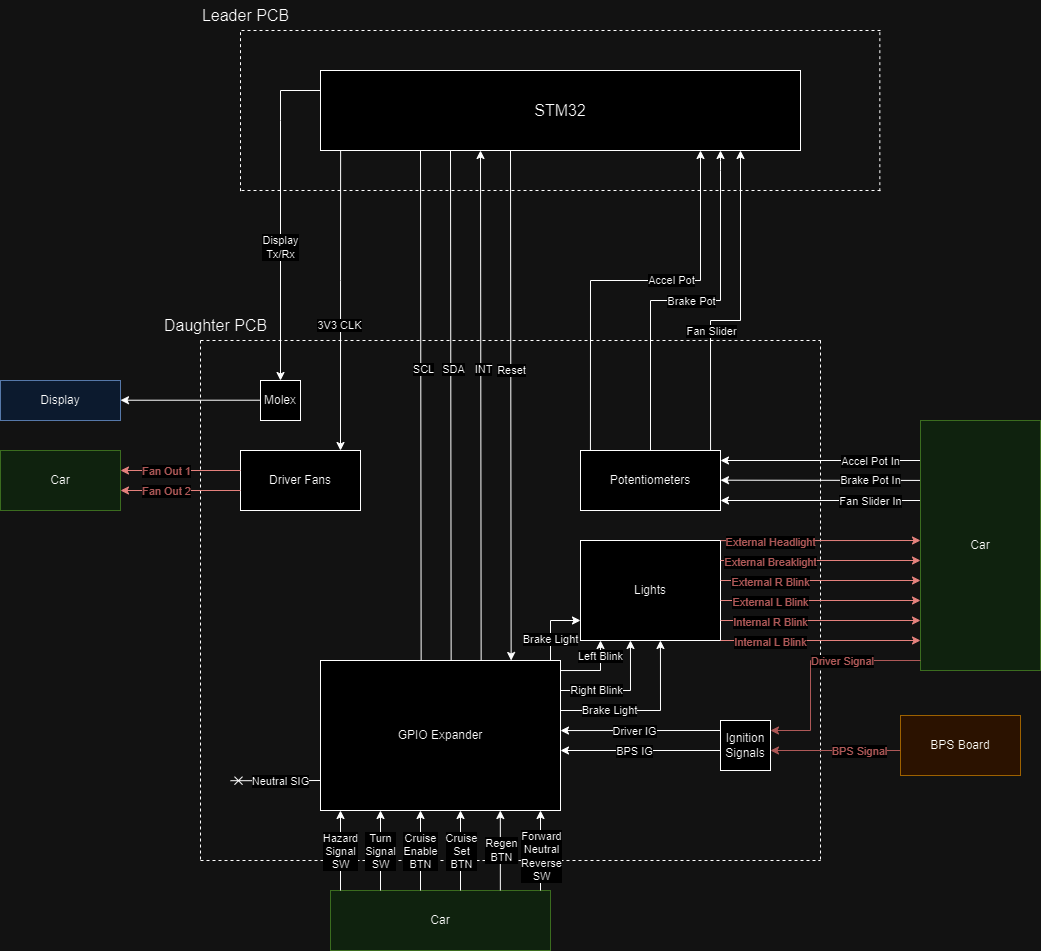 Leader PCB
STM32
Display
Tx/Rx
Accel Pot
Brake Pot
Daughter PCB
3V3 CLK
Fan Slider
SCL
SDA
INT
Reset
Display
Molex
Accel Pot In
Fan Out 1
Car
Driver Fans
Potentiometers
Brake Pot In
Fan Out 2
Fan Slider In
External Headlight
Car
External Breaklight
External R Blink
Lights
External L Blink
Internal R Blink
Brake Light
Internal L Blink
Left Blink
Driver Signal
Right Blink
Brake Light
GPIO Expander
Driver IG
Ignition
Signals
BPS IG
BPS Signal
BPS Board
Neutral SIG
Hazard
Signal
SW
Turn
Signal
SW
Cruise
Enable
BTN
Cruise
Set
BTN
Regen
BTN
Forward
Neutral
Reverse
SW
Car